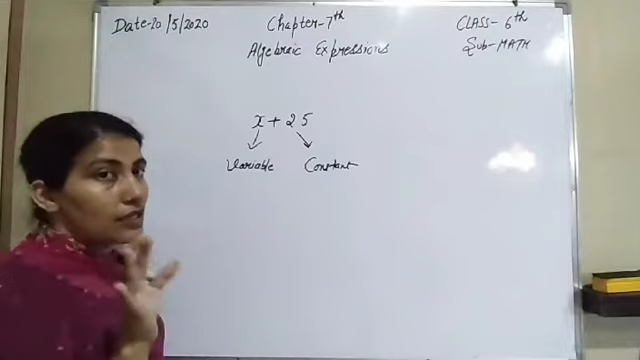 Date-20/5/2020 Chapter-7th CLASS- 6th
Algebraic Expressions Sub-MATH
x + 25
Variable Constant